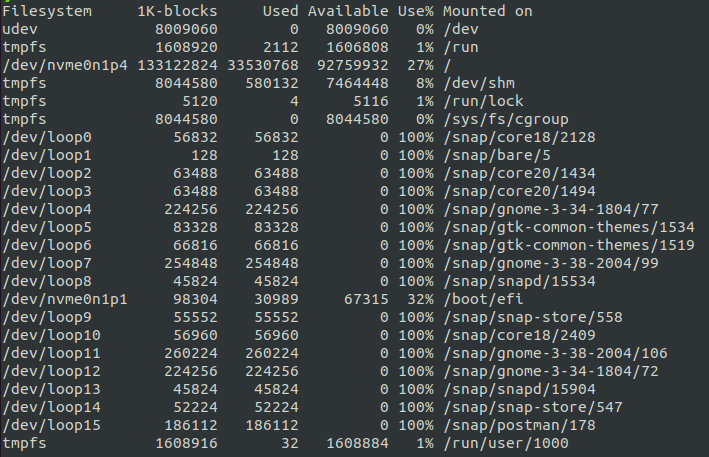 Filesystem     1K-blocks     Used Available Use% Mounted on
udev             8009060        0   8009060   0% /dev
tmpfs            1608920     2112   1606808   1% /run
/dev/nvme0n1p4 133122824 33530768  92759932  27% /
tmpfs            8044580   580132   7464448   8% /dev/shm
tmpfs               5120        4      5116   1% /run/lock
tmpfs            8044580        0   8044580   0% /sys/fs/cgroup
/dev/loop0         56832    56832         0 100% /snap/core18/2128
/dev/loop1           128      128         0 100% /snap/bare/5
/dev/loop2         63488    63488         0 100% /snap/core20/1434
/dev/loop3         63488    63488         0 100% /snap/core20/1494
/dev/loop4        224256   224256         0 100% /snap/gnome-3-34-1804/77
/dev/loop5         83328    83328         0 100% /snap/gtk-common-themes/1534
/dev/loop6         66816    66816         0 100% /snap/gtk-common-themes/1519
/dev/loop7        254848   254848         0 100% /snap/gnome-3-38-2004/99
/dev/loop8         45824    45824         0 100% /snap/snapd/15534
/dev/nvme0n1p1     98304    30989     67315  32% /boot/efi
/dev/loop9         55552    55552         0 100% /snap/snap-store/558
/dev/loop10        56960    56960         0 100% /snap/core18/2409
/dev/loop11       260224   260224         0 100% /snap/gnome-3-38-2004/106
/dev/loop12       224256   224256         0 100% /snap/gnome-3-34-1804/72
/dev/loop13        45824    45824         0 100% /snap/snapd/15904
/dev/loop14        52224    52224         0 100% /snap/snap-store/547
/dev/loop15       186112   186112         0 100% /snap/postman/178
tmpfs            1608916       32   1608884   1% /run/user/1000